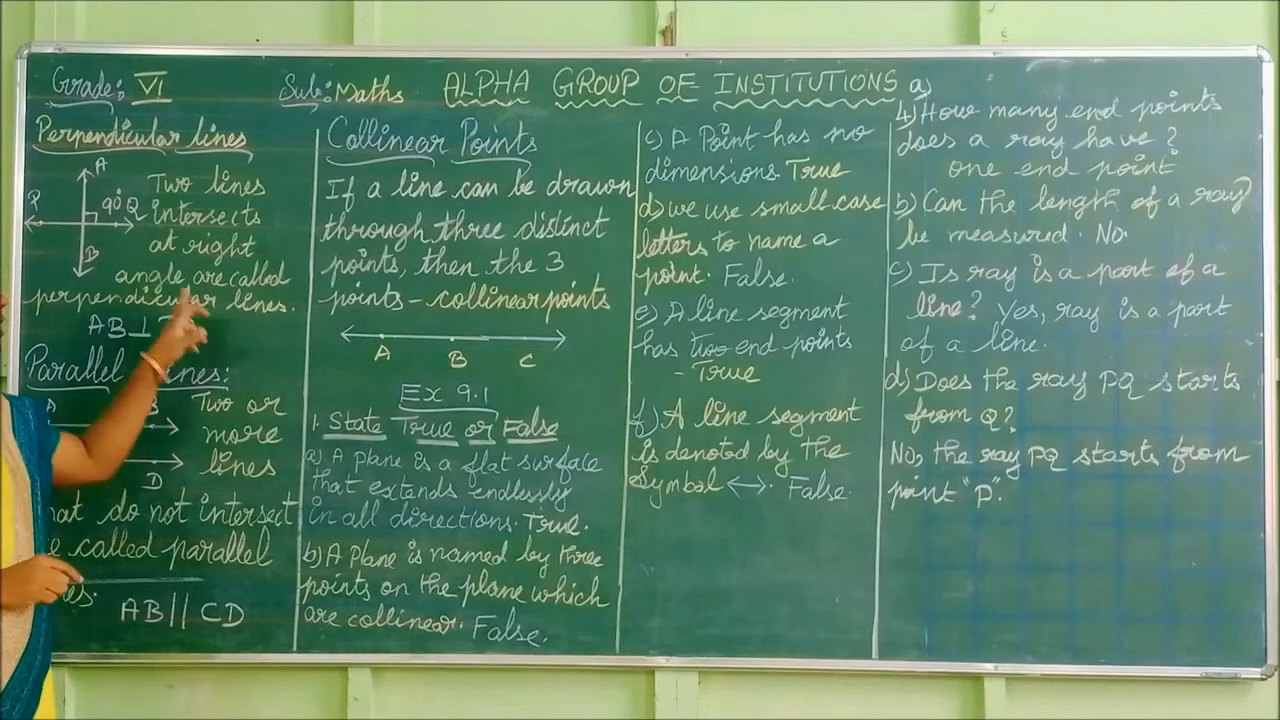 Grade: VI
Sub: Maths
ALPHA GROUP OF INSTITUTIONS
Perpendicular lines
A
P
90° Q
B
Two lines
intersects
at right
angle are called
perpendicular lines.
AB⊥
Parallel Lines:
A B
D
Two or
more
lines
do not intersect
called parallel
AB || CD
Collinear Points
If a line can be drawn
through three distinct
points, then the 3
points - collinear points
A B C
Ex 9.1
1. State True or False
a) A plane is a flat surface
that extends endlessly
in all directions. True.
b) A Plane is named by three
points on the plane which
are collinear. False.
c) A Point has no
dimensions. True
d) we use small case
letters to name a
point. False.
e) A line segment
has two end points
- True
f) A line segment
is denoted by the
Symbol ↔. False.
a)
4) How many end points
does a ray have?
one end point
b) Can the length of a ray
be measured. No.
c) Is ray is a part of a
line? Yes, ray is a part
of a line.
d) Does the ray PQ starts
from Q?
No, the ray PQ starts from
point "P".